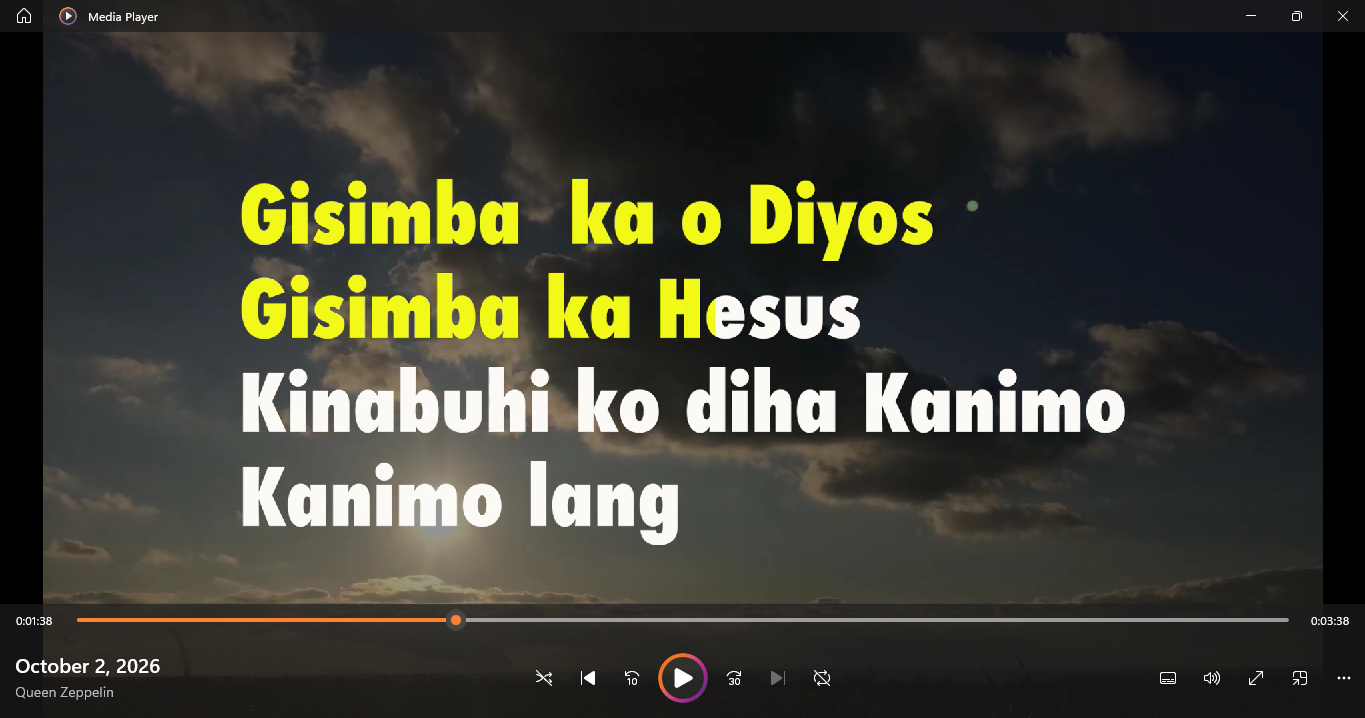 Media Player
Gisimba ka o Diyos
Gisimba ka Hesus
Kinabuhi ko diha Kanimo
Kanimo lang
0:01:38
0:03:38
October 2, 2026
Queen Zeppelin
10
30